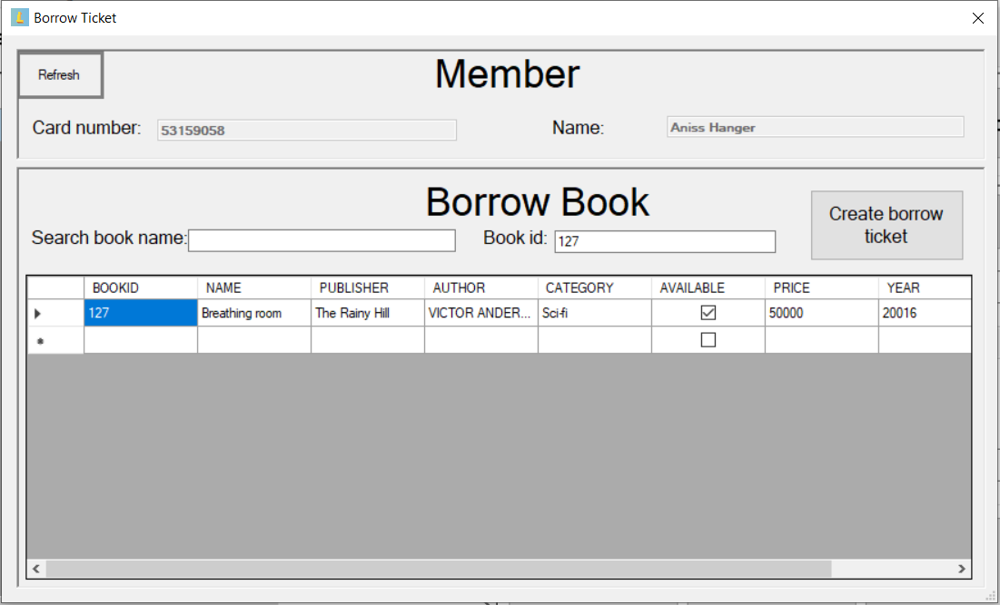 Borrow Ticket
Refresh
Member
Card number: 53159058 Name: Aniss Hanger
Borrow Book
Create borrow ticket
Search book name: Book id: 127
BOOKID NAME PUBLISHER AUTHOR CATEGORY AVAILABLE PRICE YEAR
127 Breathing room The Rainy Hill VICTOR ANDER... Sci-fi 50000 20016